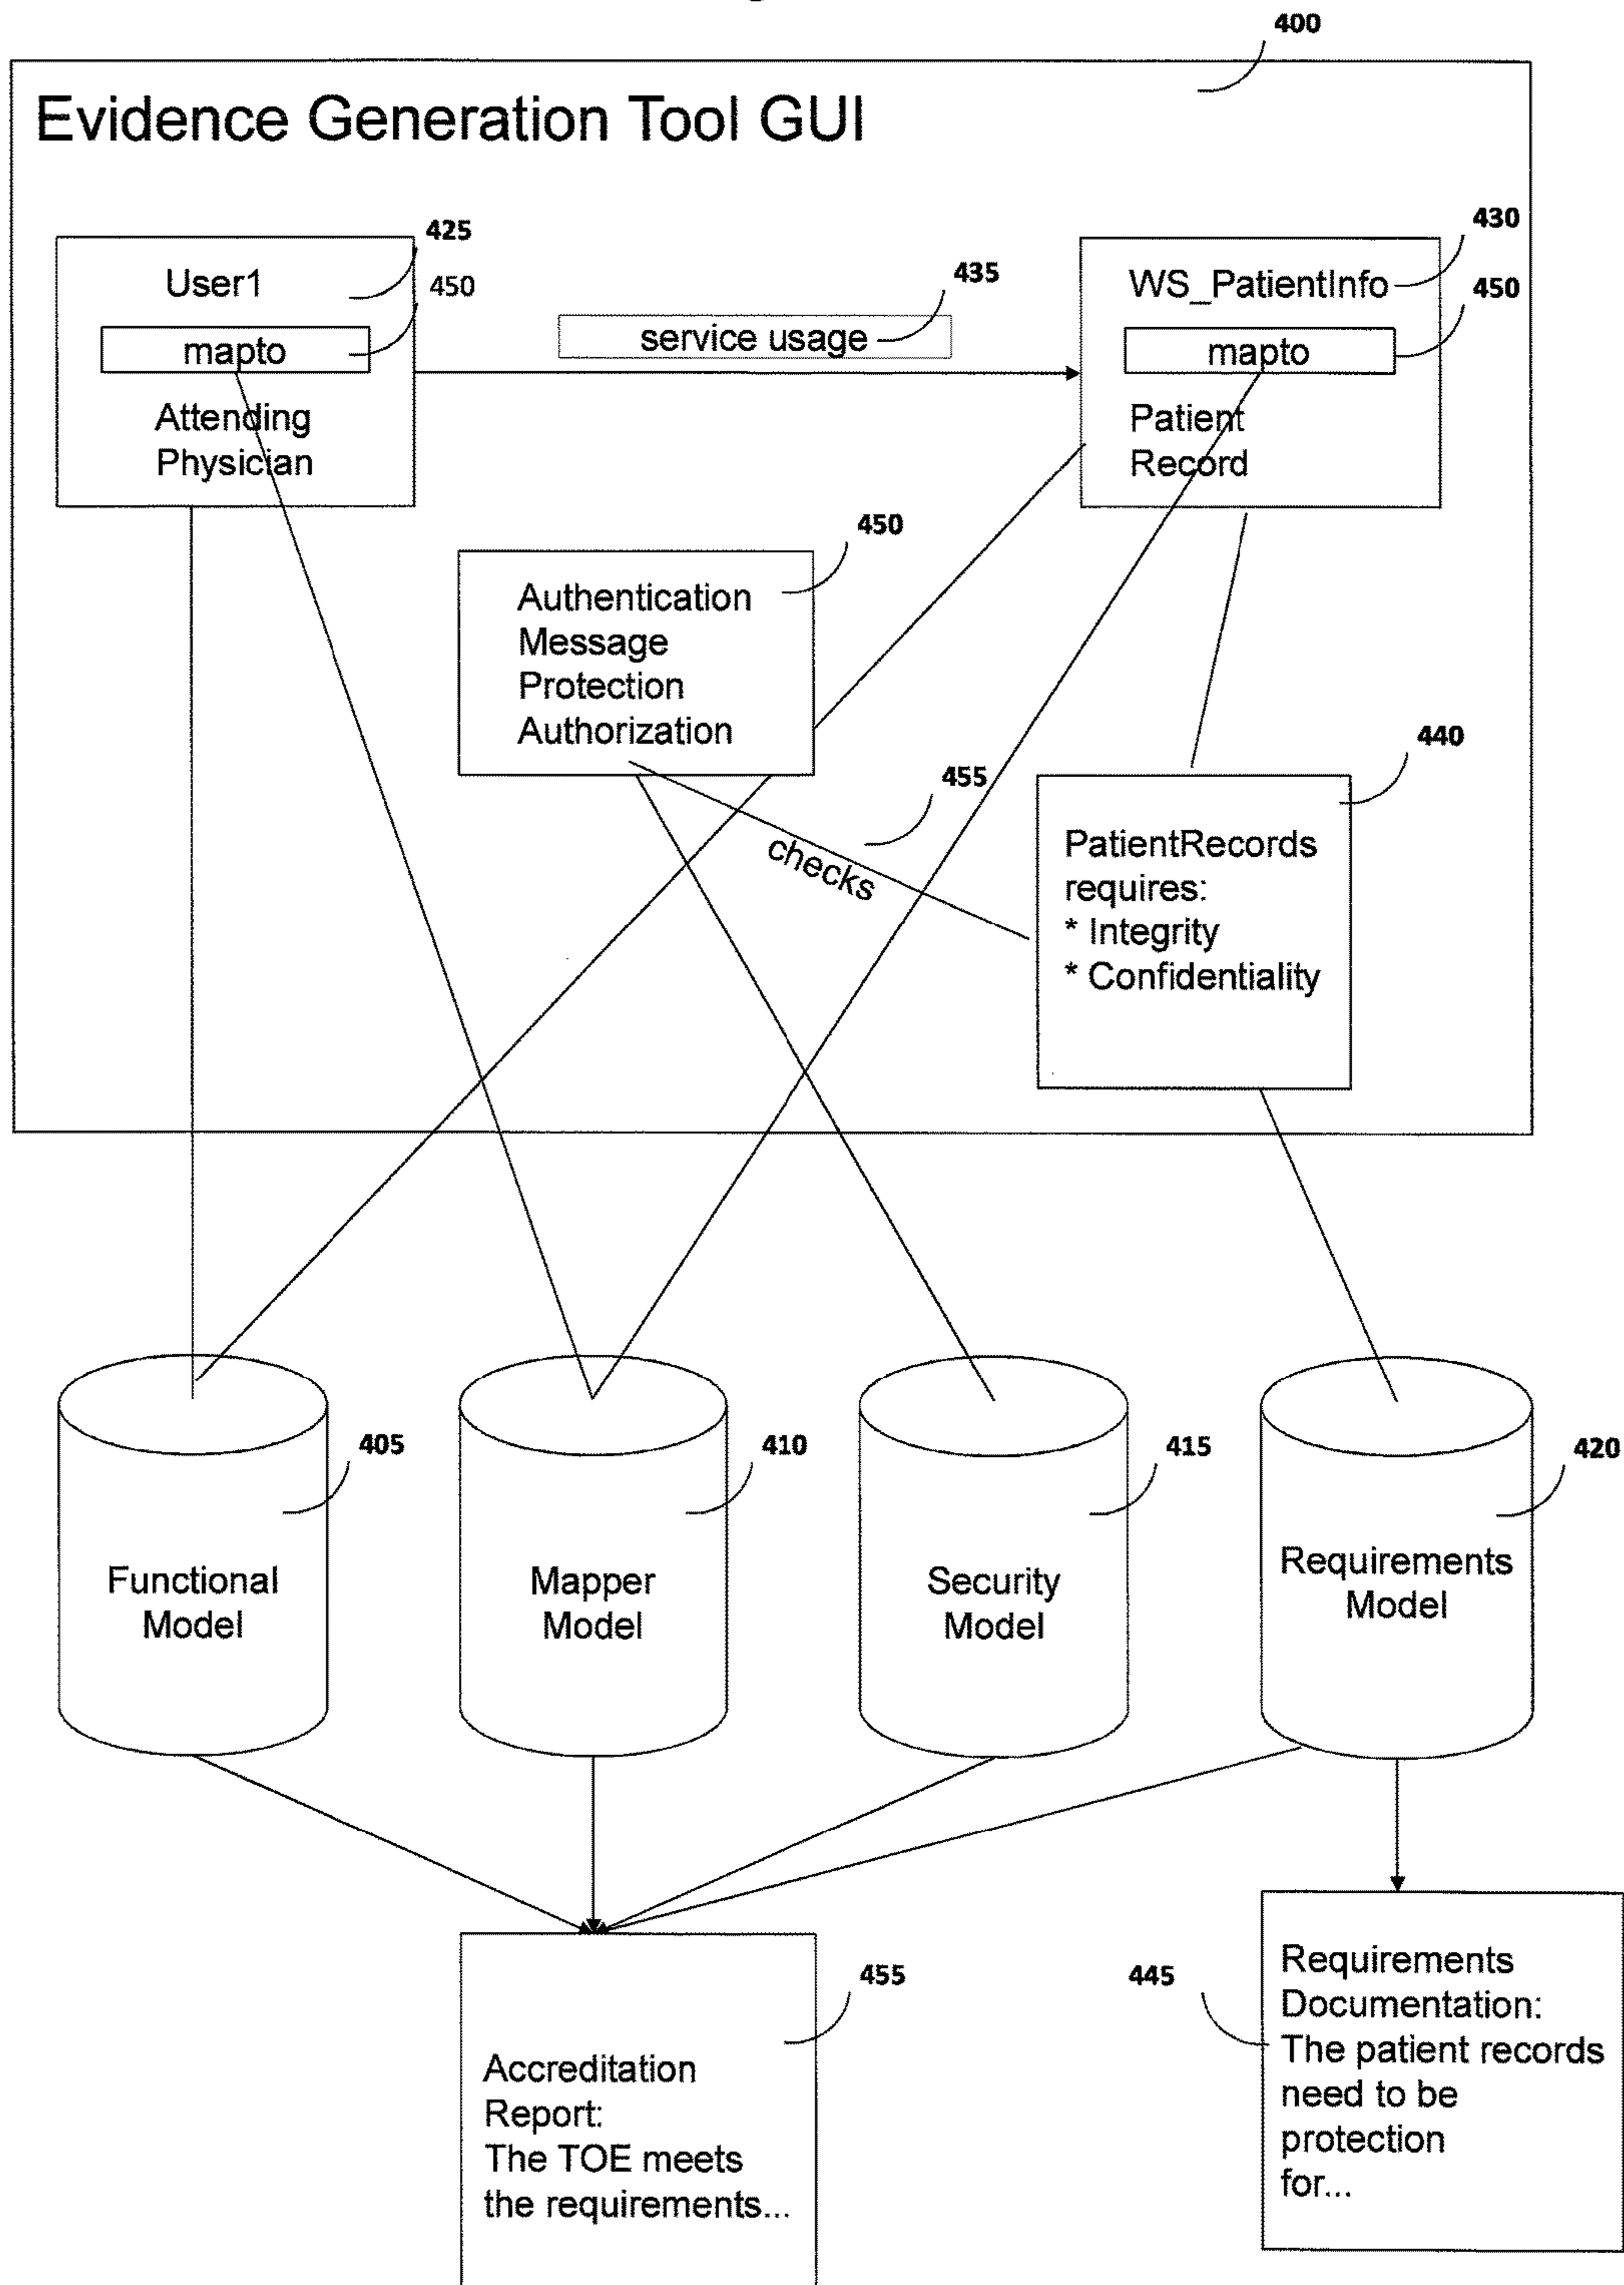 400
Evidence Generation Tool GUI
425
User1
450
mapto
Attending
Physician
435
service usage
430
WS_PatientInfo
450
mapto
Patient
Record
450
Authentication
Message
Protection
Authorization
455
checks
440
PatientRecords
requires:
* Integrity
* Confidentiality
405
Functional
Model
410
Mapper
Model
415
Security
Model
420
Requirements
Model
455
Accreditation
Report:
The TOE meets
the requirements...
445
Requirements
Documentation:
The patient records
need to be
protection
for...